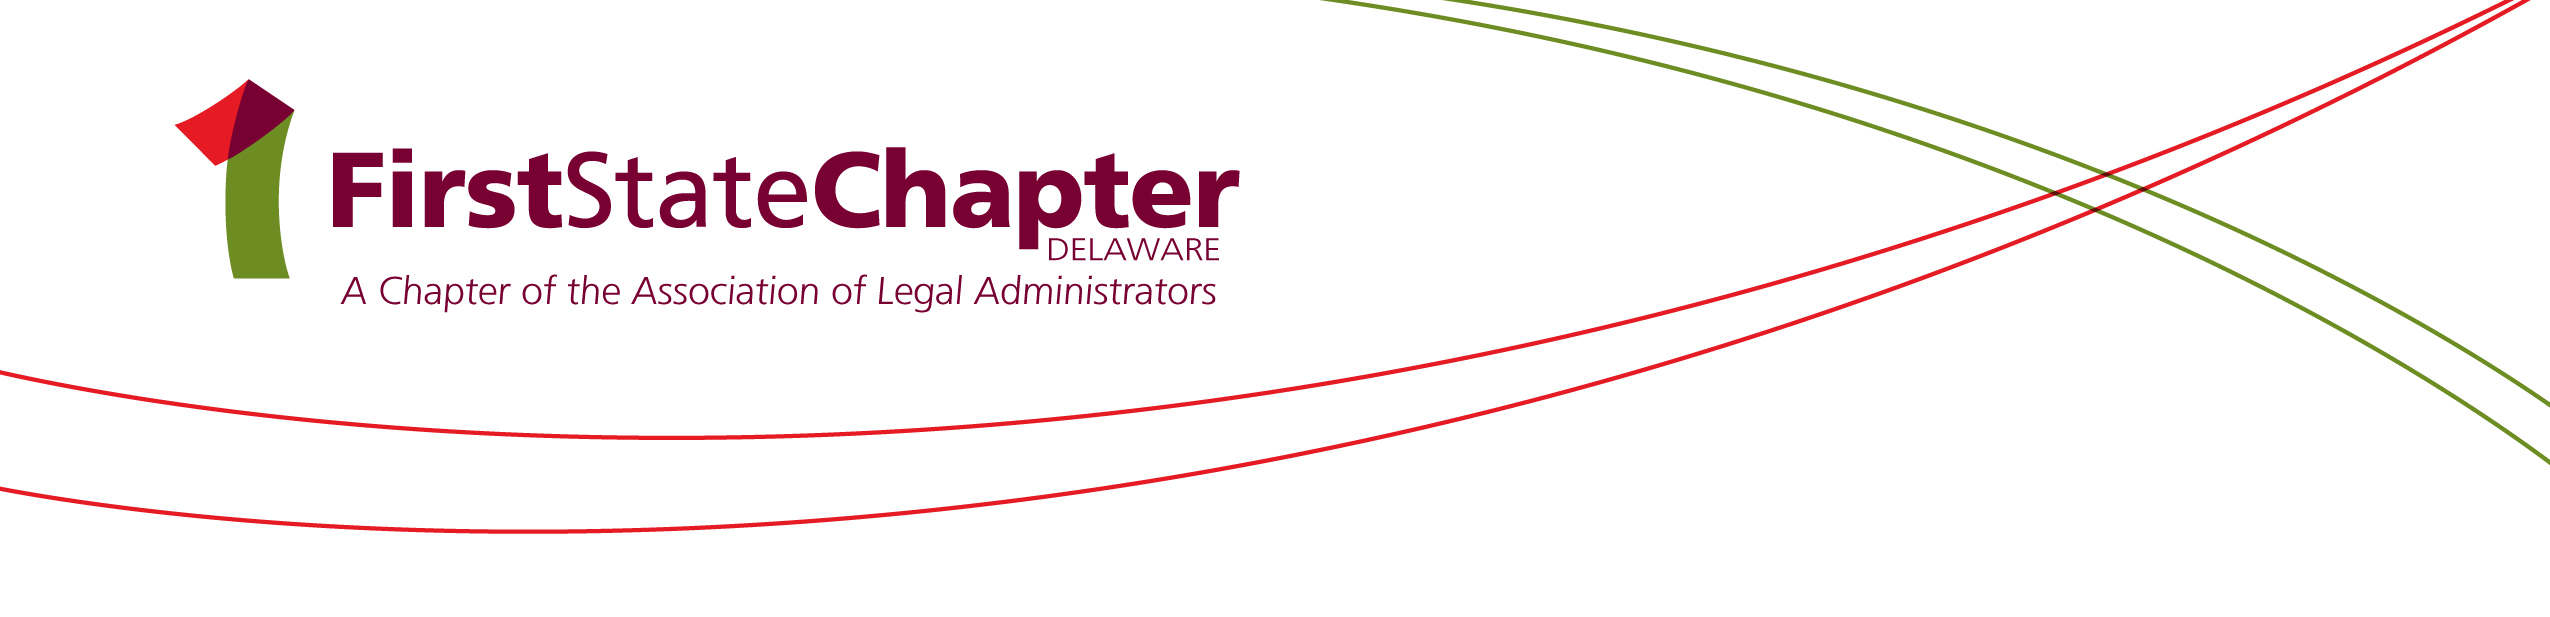 FirstStateChapter
DELAWARE
A Chapter of the Association of Legal Administrators